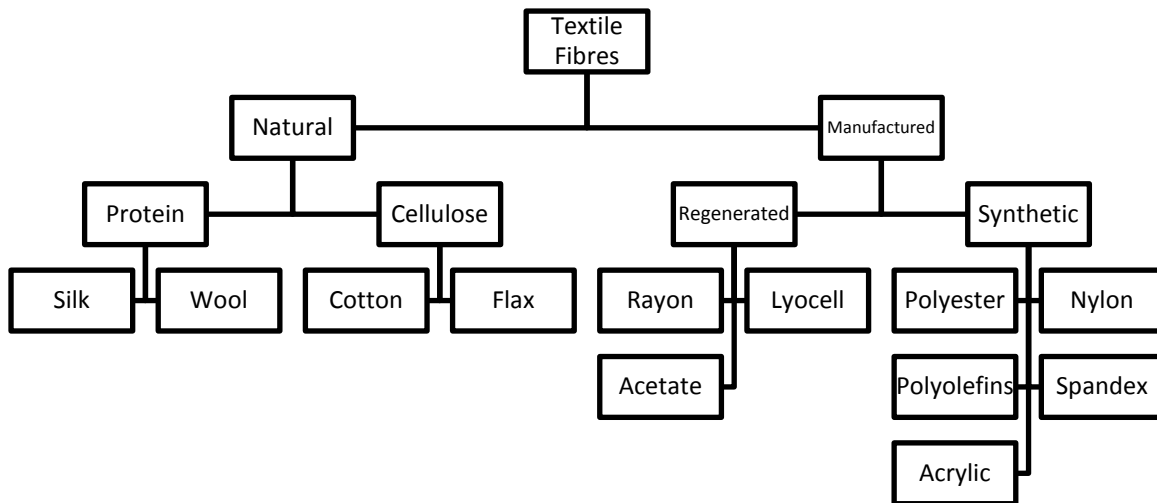 Textile
Fibres
Natural
Manufactured
Protein
Cellulose
Regenerated
Synthetic
Silk
Wool
Cotton
Flax
Rayon
Lyocell
Polyester
Nylon
Acetate
Polyolefins
Spandex
Acrylic